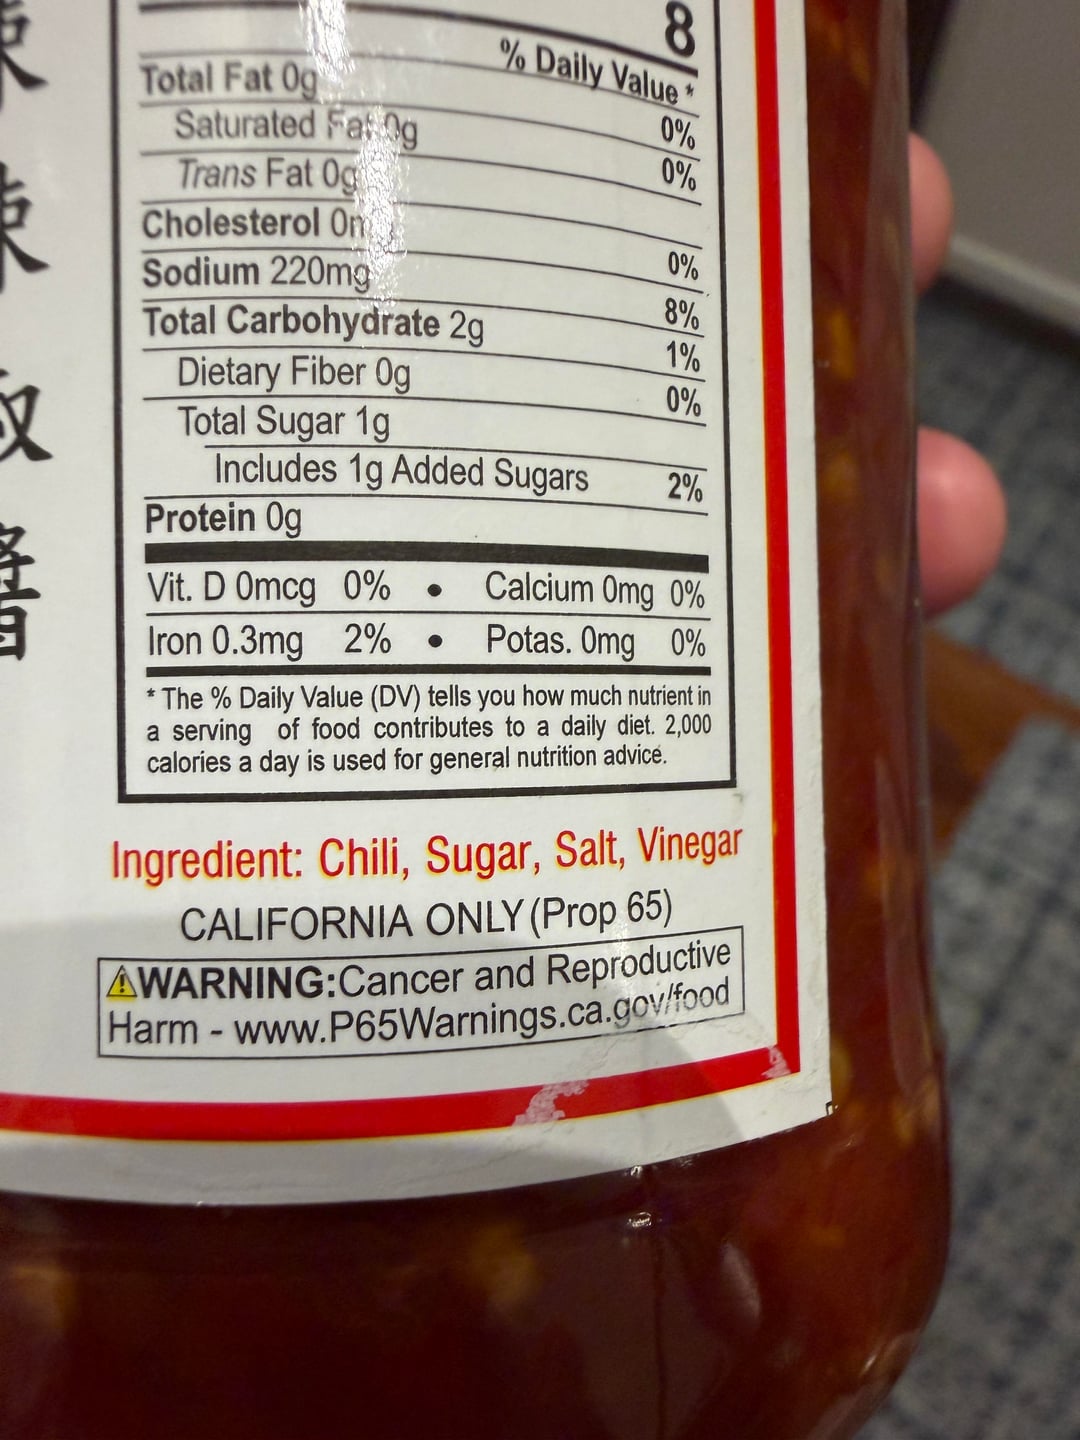 8
% Daily Value *
Total Fat 0g 0%
Saturated Fat 0g 0%
Trans Fat 0g
Cholesterol 0%
Sodium 220mg 8%
Total Carbohydrate 2g 1%
Dietary Fiber 0g 0%
Total Sugar 1g
Includes 1g Added Sugars 2%
Protein 0g
Vit. D 0mcg 0% • Calcium 0mg 0%
Iron 0.3mg 2% • Potas. 0mg 0%
* The % Daily Value (DV) tells you how much nutrient in
a serving of food contributes to a daily diet. 2,000
calories a day is used for general nutrition advice.
Ingredient: Chili, Sugar, Salt, Vinegar
CALIFORNIA ONLY (Prop 65)
⚠WARNING:Cancer and Reproductive
Harm - www.P65Warnings.ca.gov/food